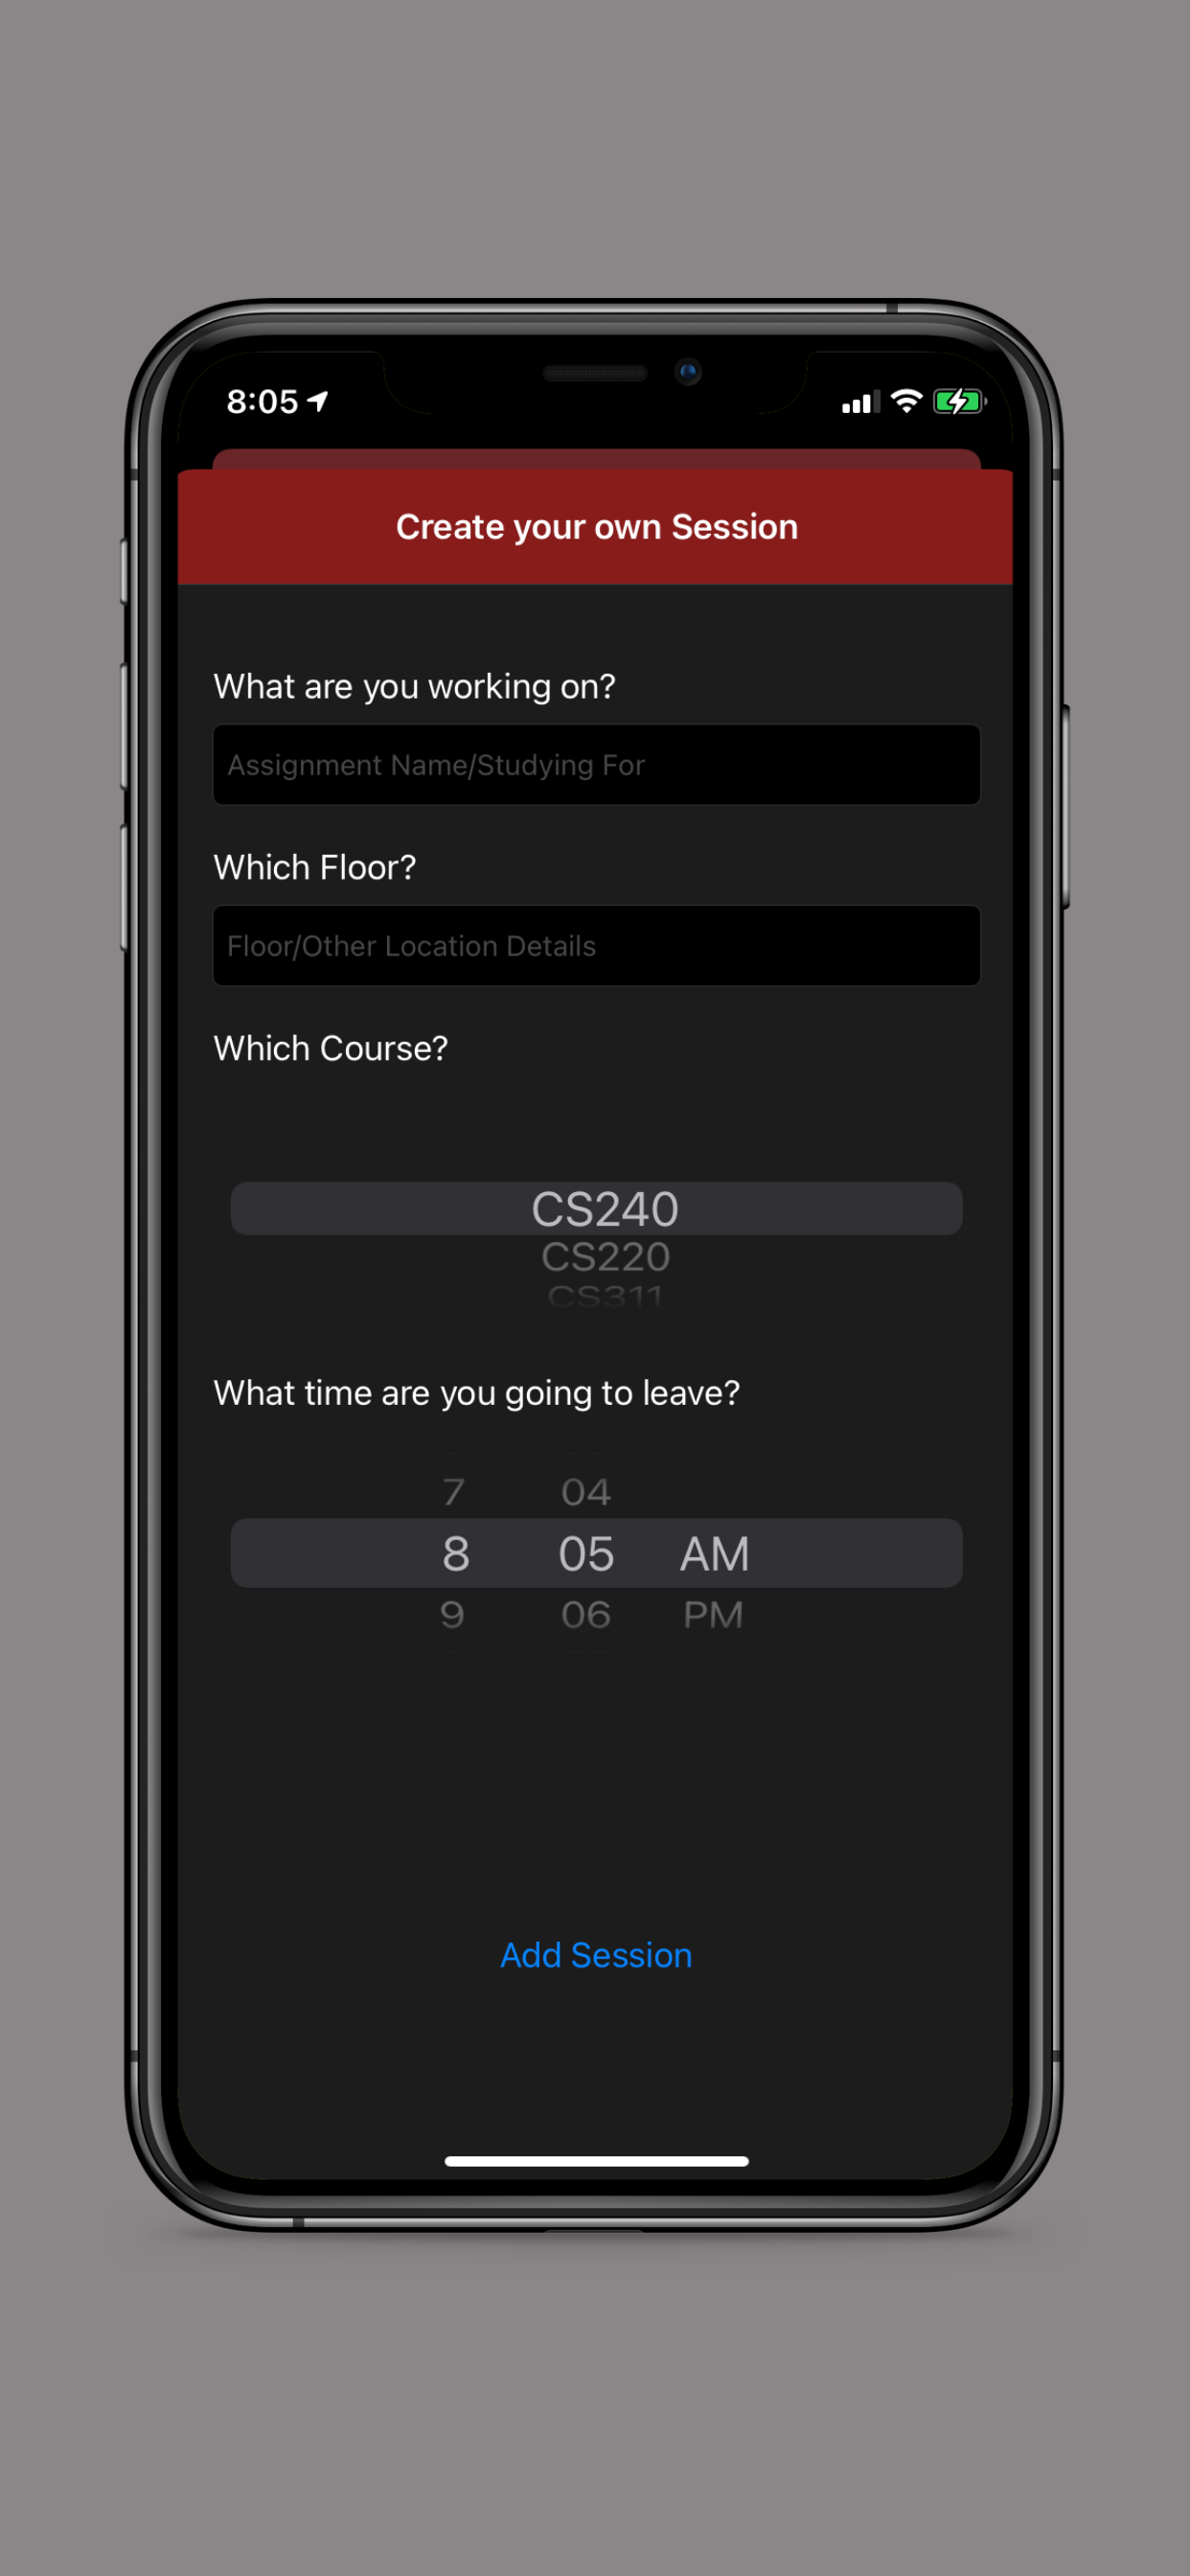 8:05
Create your own Session
What are you working on?
Assignment Name/Studying For
Which Floor?
Floor/Other Location Details
Which Course?
CS240
CS220
CS311
What time are you going to leave?
7 04
8 05 AM
9 06 PM
Add Session